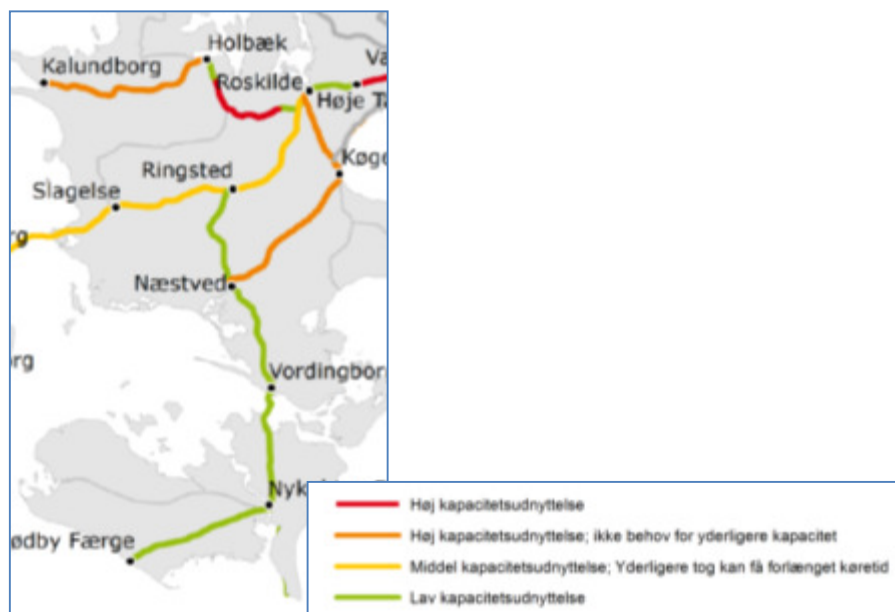 Holbæk
Kalundborg
Roskilde
Høje
Køge
Ringsted
Slagelse
Næstved
Vordingbor
Nyk
ødby Færge
Høj kapacitetsudnyttelse
Høj kapacitetsudnyttelse; ikke behov for yderligere kapacitet
Middel kapacitetsudnyttelse; Yderligere tog kan få forlænget køretid
Lav kapacitetsudnyttelse